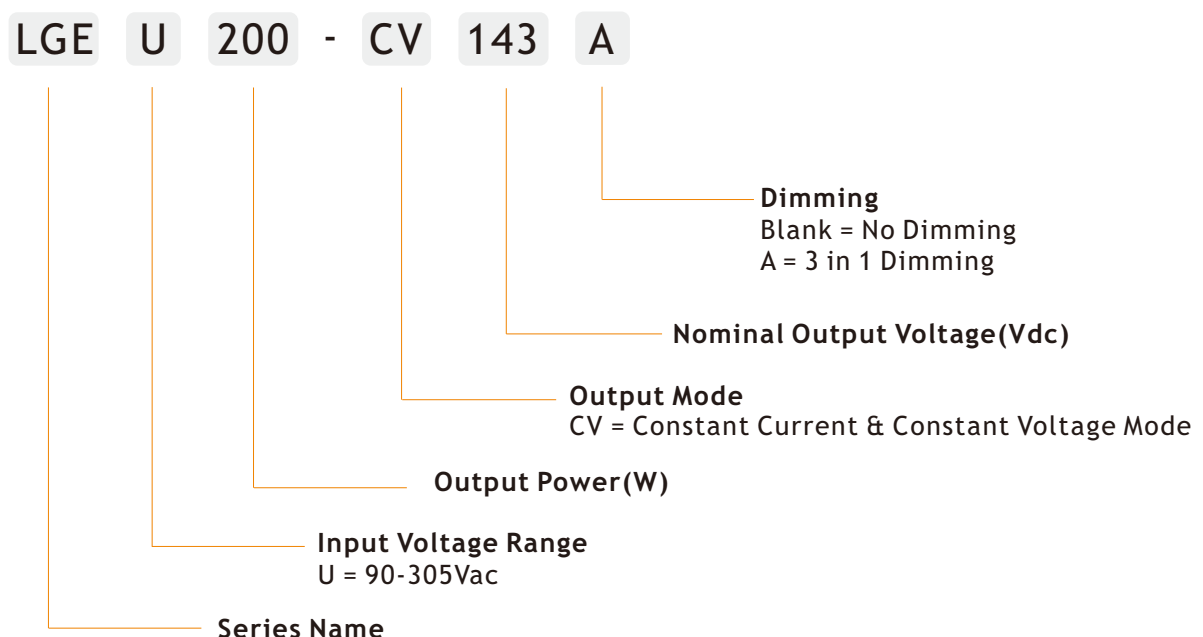 LGE U 200 - CV 143 A
Dimming
Blank = No Dimming
A = 3 in 1 Dimming
Nominal Output Voltage(Vdc)
Output Mode
CV = Constant Current & Constant Voltage Mode
Output Power(W)
Input Voltage Range
U = 90-305Vac
Series Name